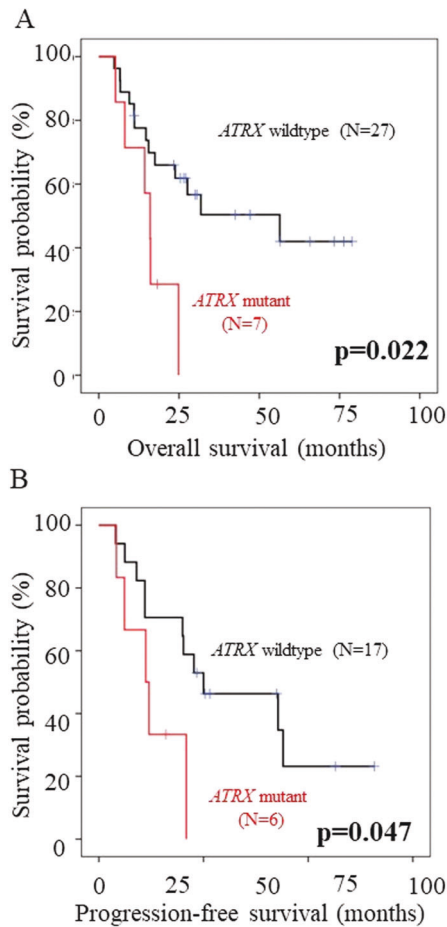 A
Survival probability (%)
100
80
60
40
20
0
ATRX wildtype (N=27)
ATRX mutant
(N=7)
p=0.022
0 25 50 75 100
Overall survival (months)
B
Survival probability (%)
100
80
60
40
20
0
ATRX wildtype (N=17)
ATRX mutant
(N=6)
p=0.047
0 25 50 75 100
Progression-free survival (months)